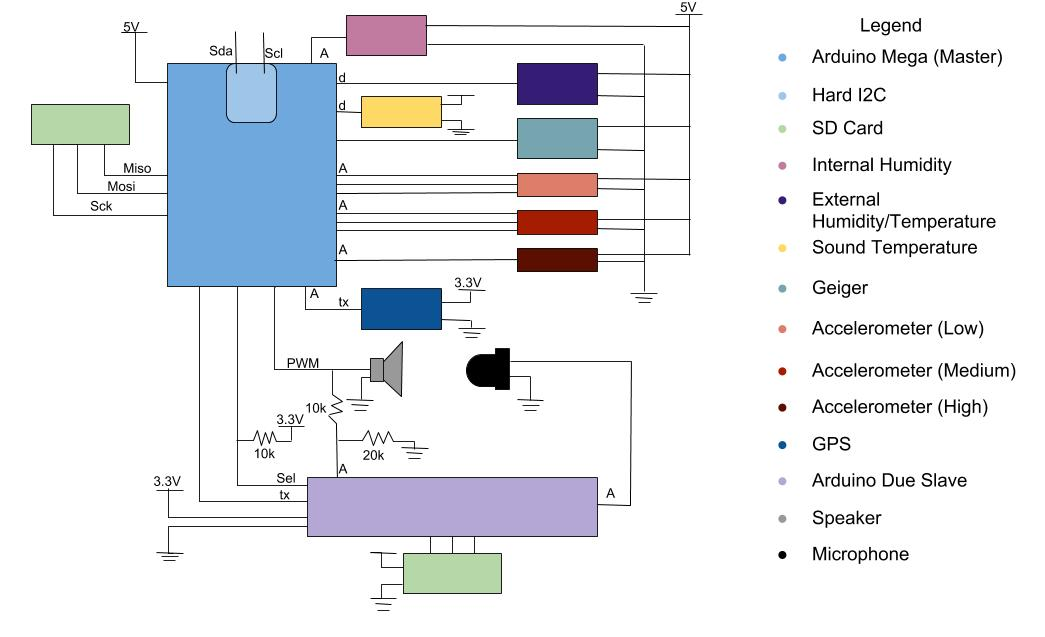 5V
5V
Sda
Scl
A
d
d
A
A
A
Miso
Mosi
Sck
A
tx
3.3V
PWM
10k
3.3V
10k
20k
A
Sel
3.3V
tx
A
Legend
Arduino Mega (Master)
Hard I2C
SD Card
Internal Humidity
External
Humidity/Temperature
Sound Temperature
Geiger
Accelerometer (Low)
Accelerometer (Medium)
Accelerometer (High)
GPS
Arduino Due Slave
Speaker
Microphone